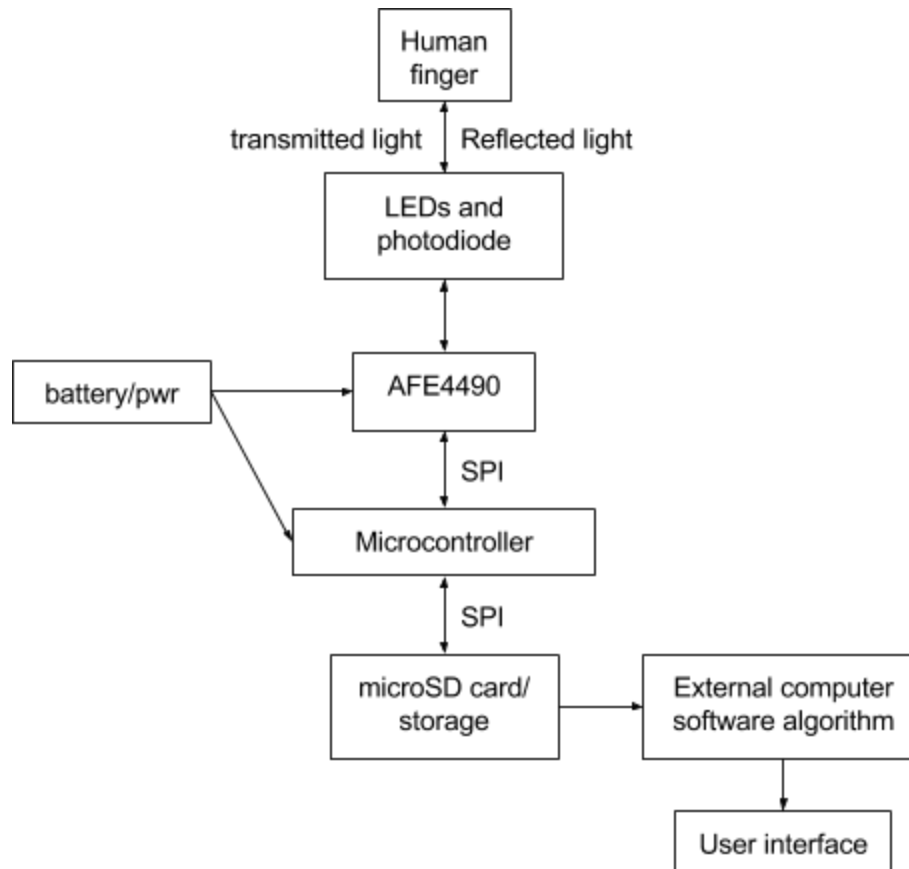 Human
finger
transmitted light
Reflected light
LEDs and
photodiode
battery/pwr
AFE4490
SPI
Microcontroller
SPI
microSD card/
storage
External computer
software algorithm
User interface